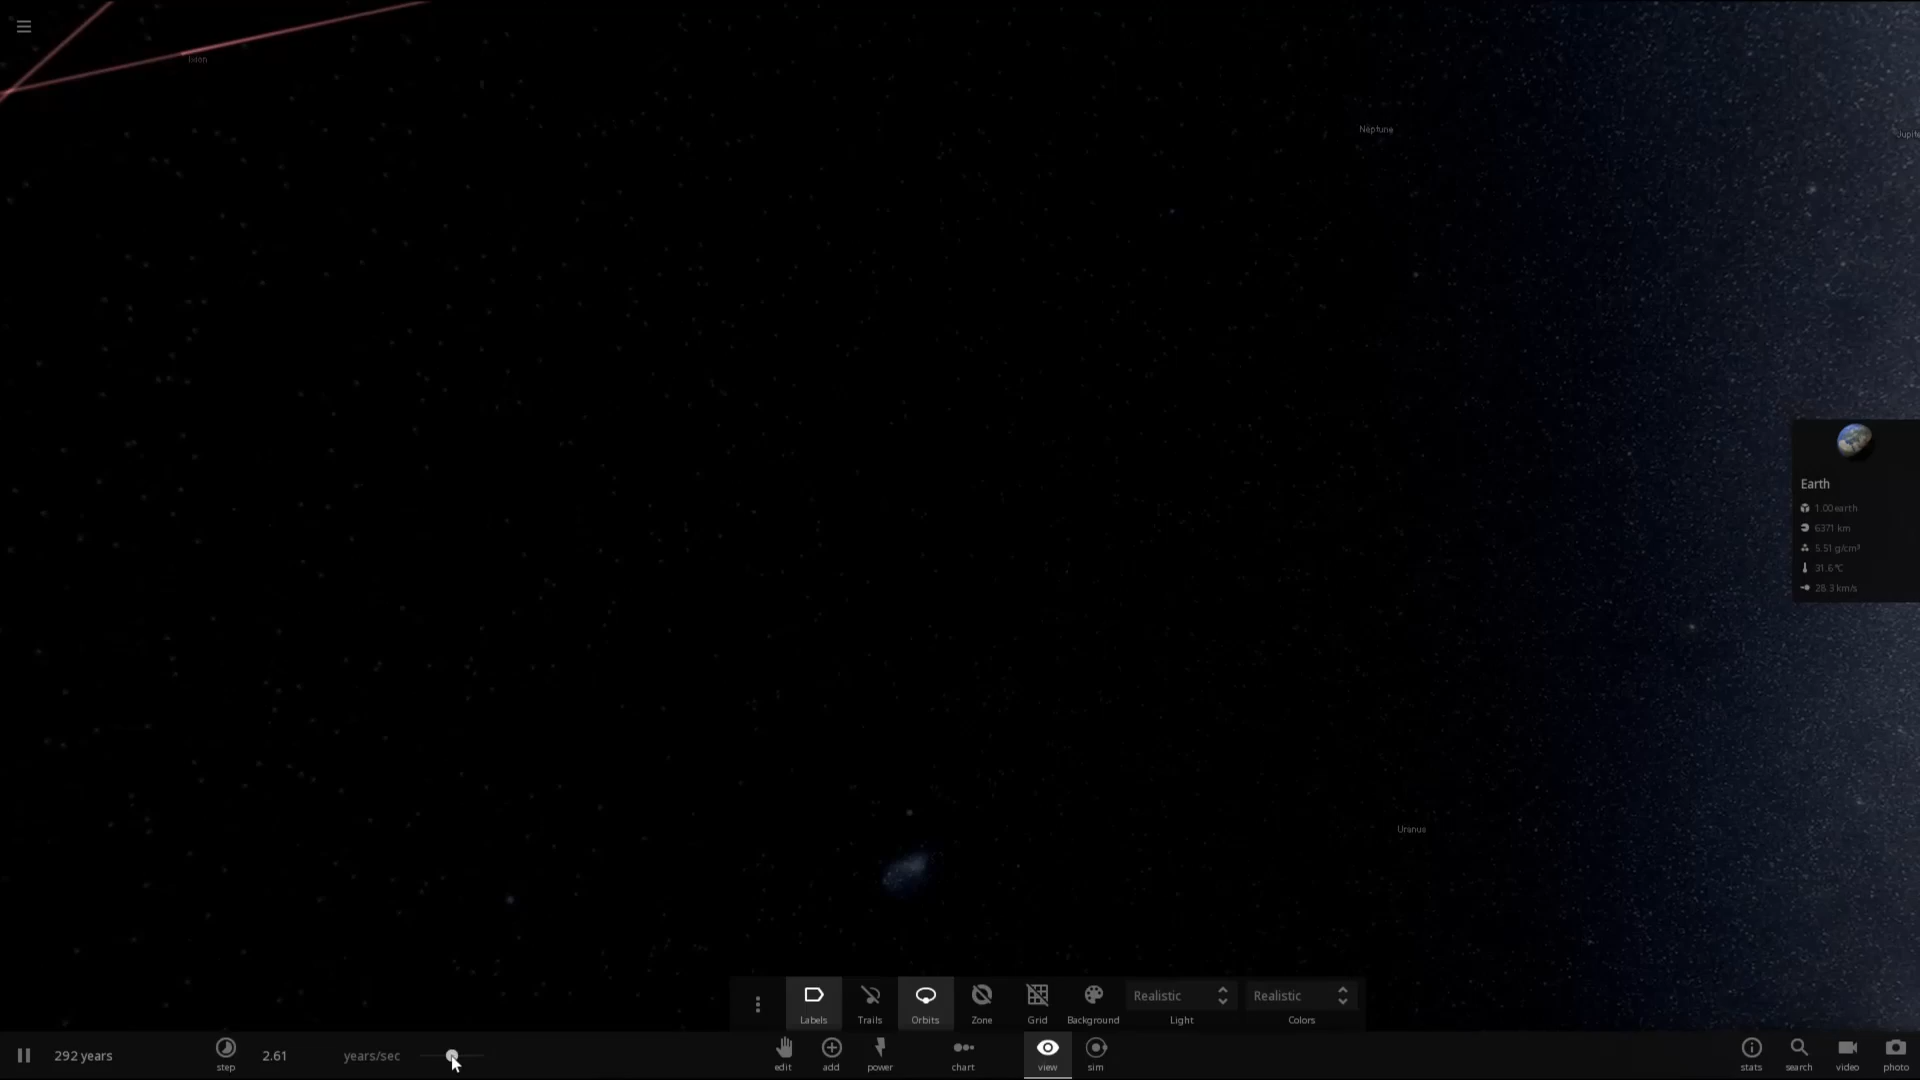 Ixion
Neptune
Jupite
Earth
1.00 earth
6371 km
5.51 g/cm³
31.6 °C
28.3 km/s
Uranus
Labels
Trails
Orbits
Zone
Grid
Background
Realistic
Light
Realistic
Colors
292 years
step
2.61
years/sec
edit
add
power
chart
view
sim
stats
search
video
photo